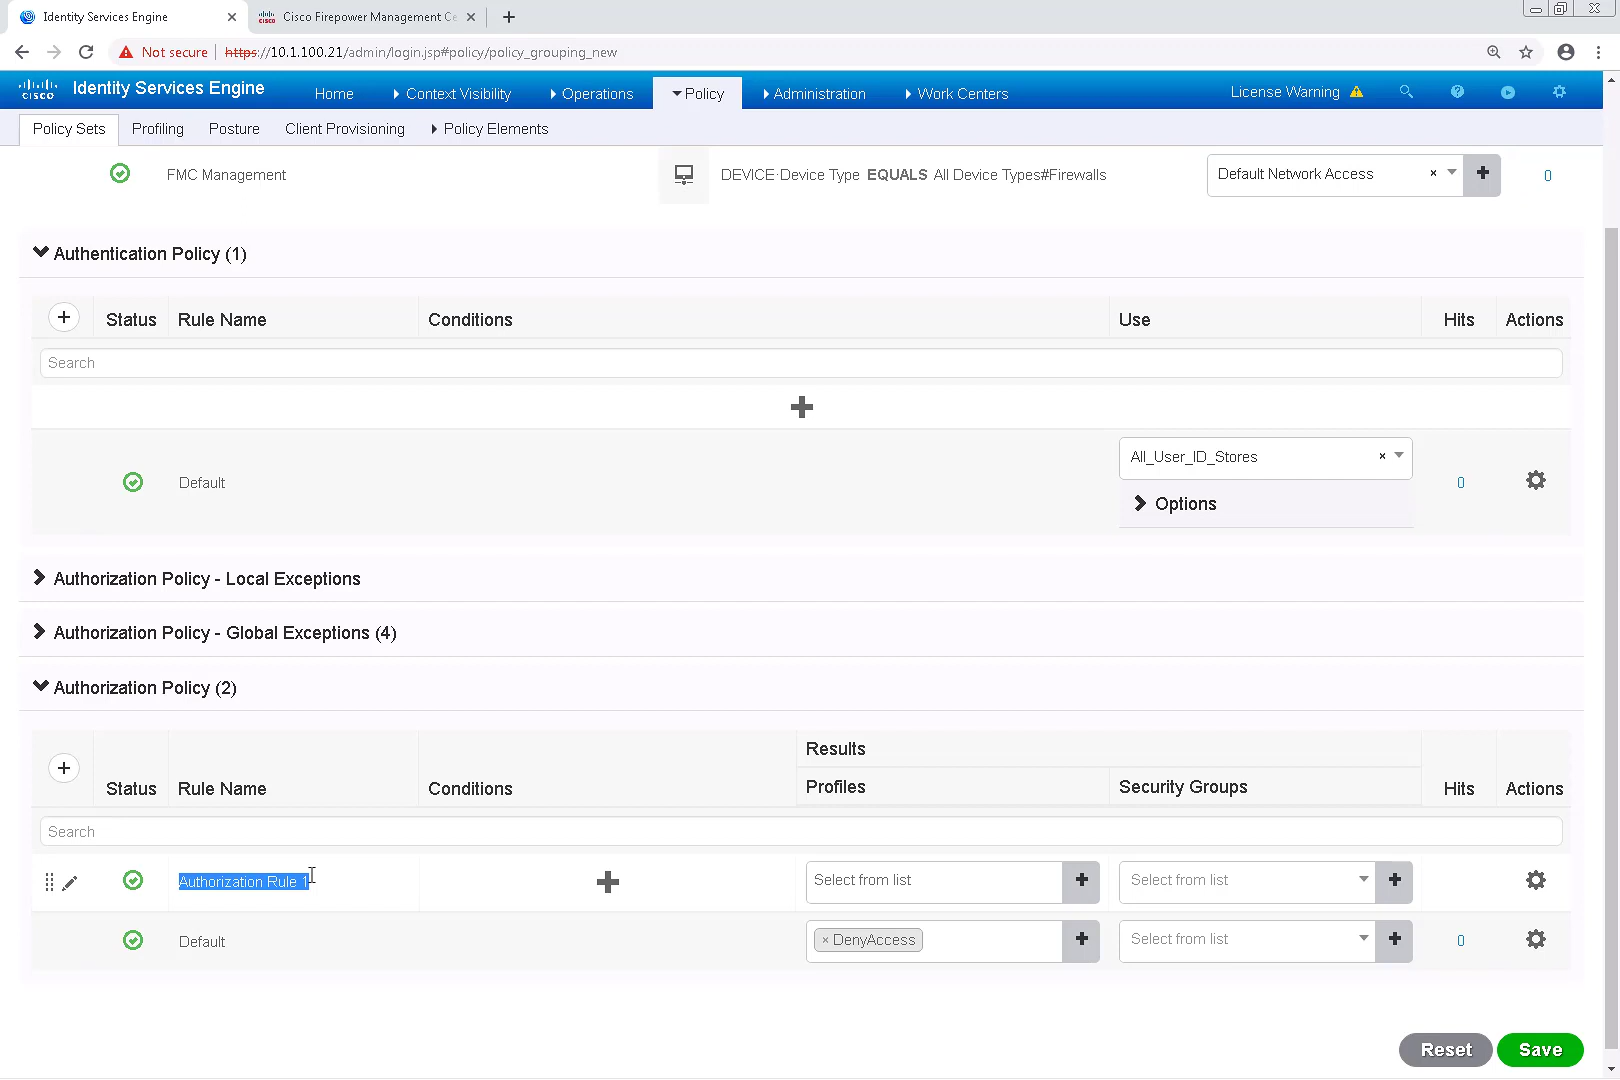 Identity Services Engine
Cisco Firepower Management Ce
Not secure | https://10.1.100.21/admin/login.jsp#policy/policy_grouping_new
CISCO Identity Services Engine Home Context Visibility Operations Policy Administration Work Centers License Warning
Policy Sets Profiling Posture Client Provisioning Policy Elements
FMC Management DEVICE·Device Type EQUALS All Device Types#Firewalls Default Network Access × + 0
Authentication Policy (1)
+ Status Rule Name Conditions Use Hits Actions
Search
+
Default All_User_ID_Stores × 0
Options
Authorization Policy - Local Exceptions
Authorization Policy - Global Exceptions (4)
Authorization Policy (2)
Results
+ Status Rule Name Conditions Profiles Security Groups Hits Actions
Search
Authorization Rule 1 + Select from list + Select from list +
Default × DenyAccess + Select from list + 0
Reset Save